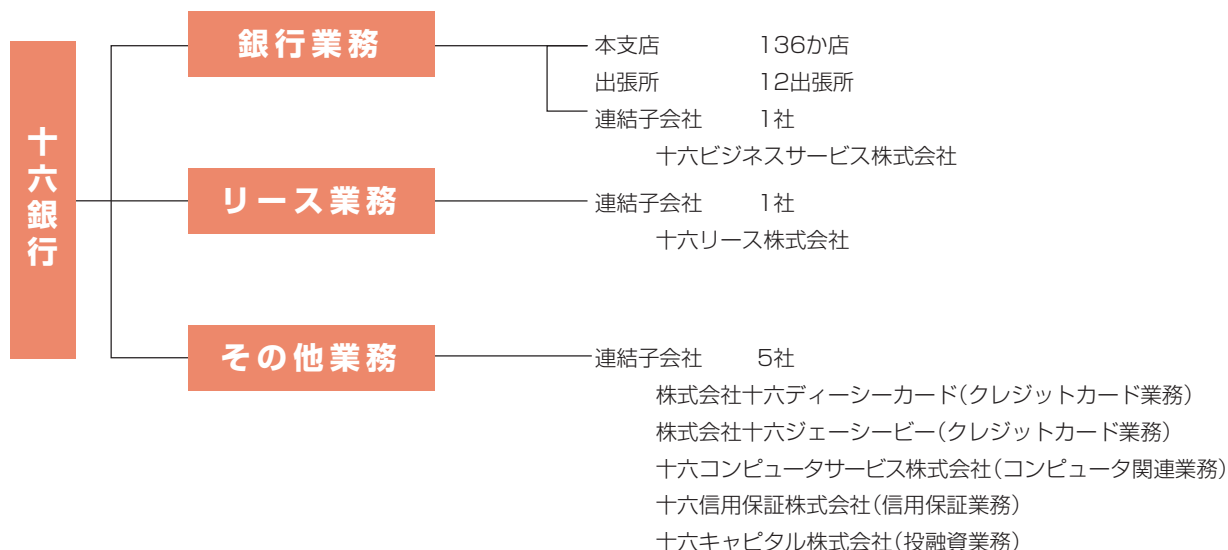 十六銀行
銀行業務
本支店 136か店
出張所 12出張所
連結子会社 1社
十六ビジネスサービス株式会社
リース業務
連結子会社 1社
十六リース株式会社
その他業務
連結子会社 5社
株式会社十六ディーシーカード(クレジットカード業務)
株式会社十六ジェーシービー(クレジットカード業務)
十六コンピュータサービス株式会社(コンピュータ関連業務)
十六信用保証株式会社(信用保証業務)
十六キャピタル株式会社(投融資業務)